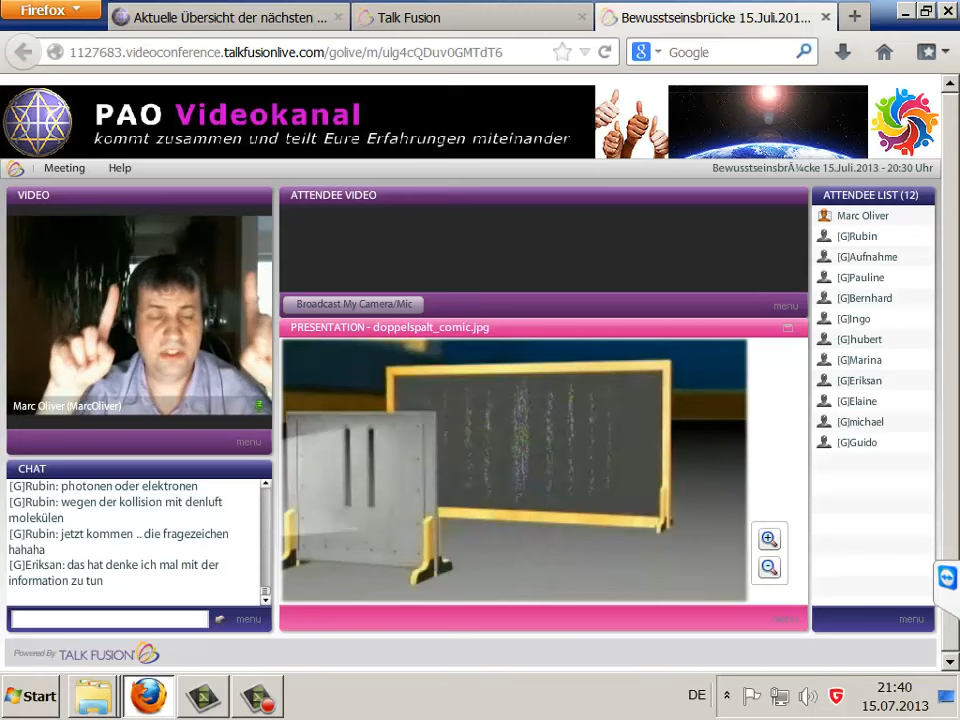 Firefox
Aktuelle Übersicht der nächsten ...
Talk Fusion
Bewusstseinsbrücke 15.Juli.201...
1127683.videoconference.talkfusionlive.com/golive/m/ulg4cQDuv0GMTdT6
Google
PAO Videokanal
kommt zusammen und teilt Eure Erfahrungen miteinander
Meeting
Help
BewusstseinsbrÃ¼cke 15.Juli.2013 - 20:30 Uhr
VIDEO
Marc Oliver (MarcOliver)
menu
CHAT
[G]Rubin: photonen oder elektronen
[G]Rubin: wegen der kollision mit denluft
molekülen
[G]Rubin: jetzt kommen .. die fragezeichen
hahaha
[G]Eriksan: das hat denke ich mal mit der
information zu tun
menu
ATTENDEE VIDEO
Broadcast My Camera/Mic
menu
PRESENTATION - doppelspalt_comic.jpg
menu
ATTENDEE LIST (12)
Marc Oliver
[G]Rubin
[G]Aufnahme
[G]Pauline
[G]Bernhard
[G]Ingo
[G]hubert
[G]Marina
[G]Eriksan
[G]Elaine
[G]michael
[G]Guido
menu
Powered By TALK FUSION
Start
DE
21:40
15.07.2013